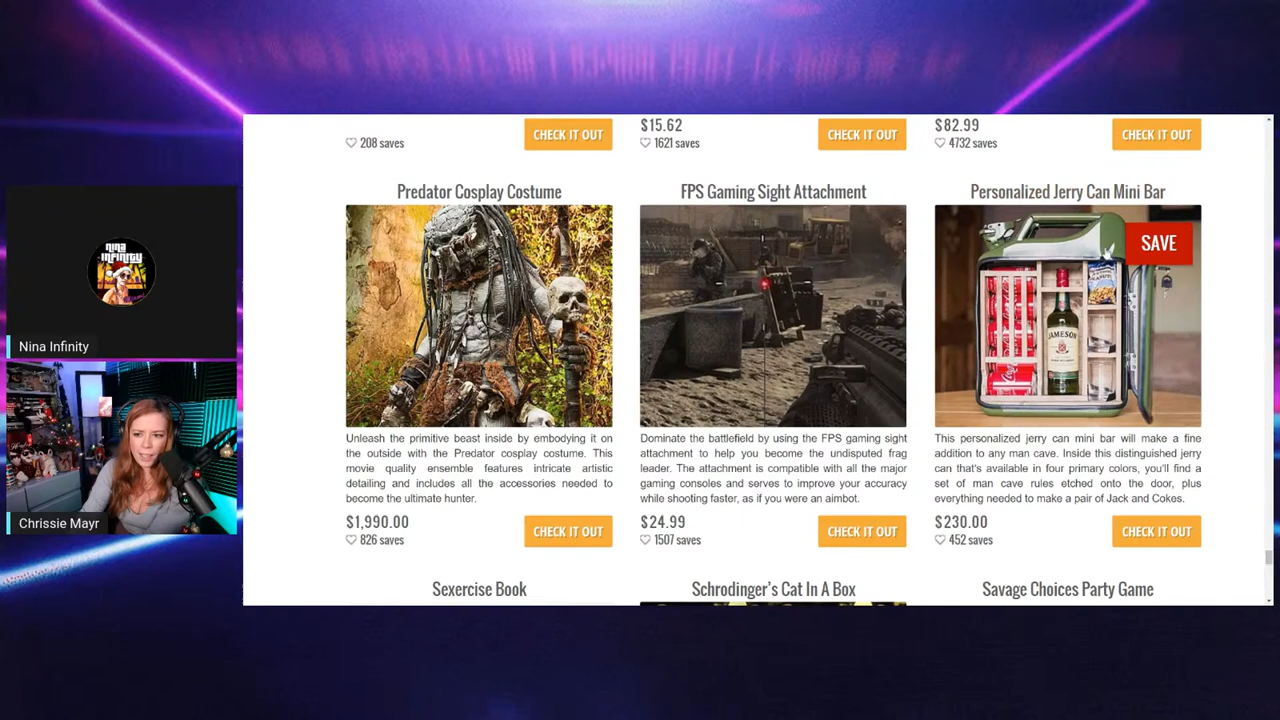 $15.62
$82.99
208 saves
CHECK IT OUT
1621 saves
CHECK IT OUT
4732 saves
CHECK IT OUT
Predator Cosplay Costume
FPS Gaming Sight Attachment
Personalized Jerry Can Mini Bar
SAVE
JAMESON
Unleash the primitive beast inside by embodying it on
the outside with the Predator cosplay costume. This
movie quality ensemble features intricate artistic
detailing and includes all the accessories needed to
become the ultimate hunter.
$1,990.00
826 saves
CHECK IT OUT
Dominate the battlefield by using the FPS gaming sight
attachment to help you become the undisputed frag
leader. The attachment is compatible with all the major
gaming consoles and serves to improve your accuracy
while shooting faster, as if you were an aimbot.
$24.99
1507 saves
CHECK IT OUT
This personalized jerry can mini bar will make a fine
addition to any man cave. Inside this distinguished jerry
can that's available in four primary colors, you'll find a
set of man cave rules etched onto the door, plus
everything needed to make a pair of Jack and Cokes.
$230.00
452 saves
CHECK IT OUT
Sexercise Book
Schrodinger's Cat In A Box
Savage Choices Party Game
nina
infinity
Nina Infinity
Chrissie Mayr